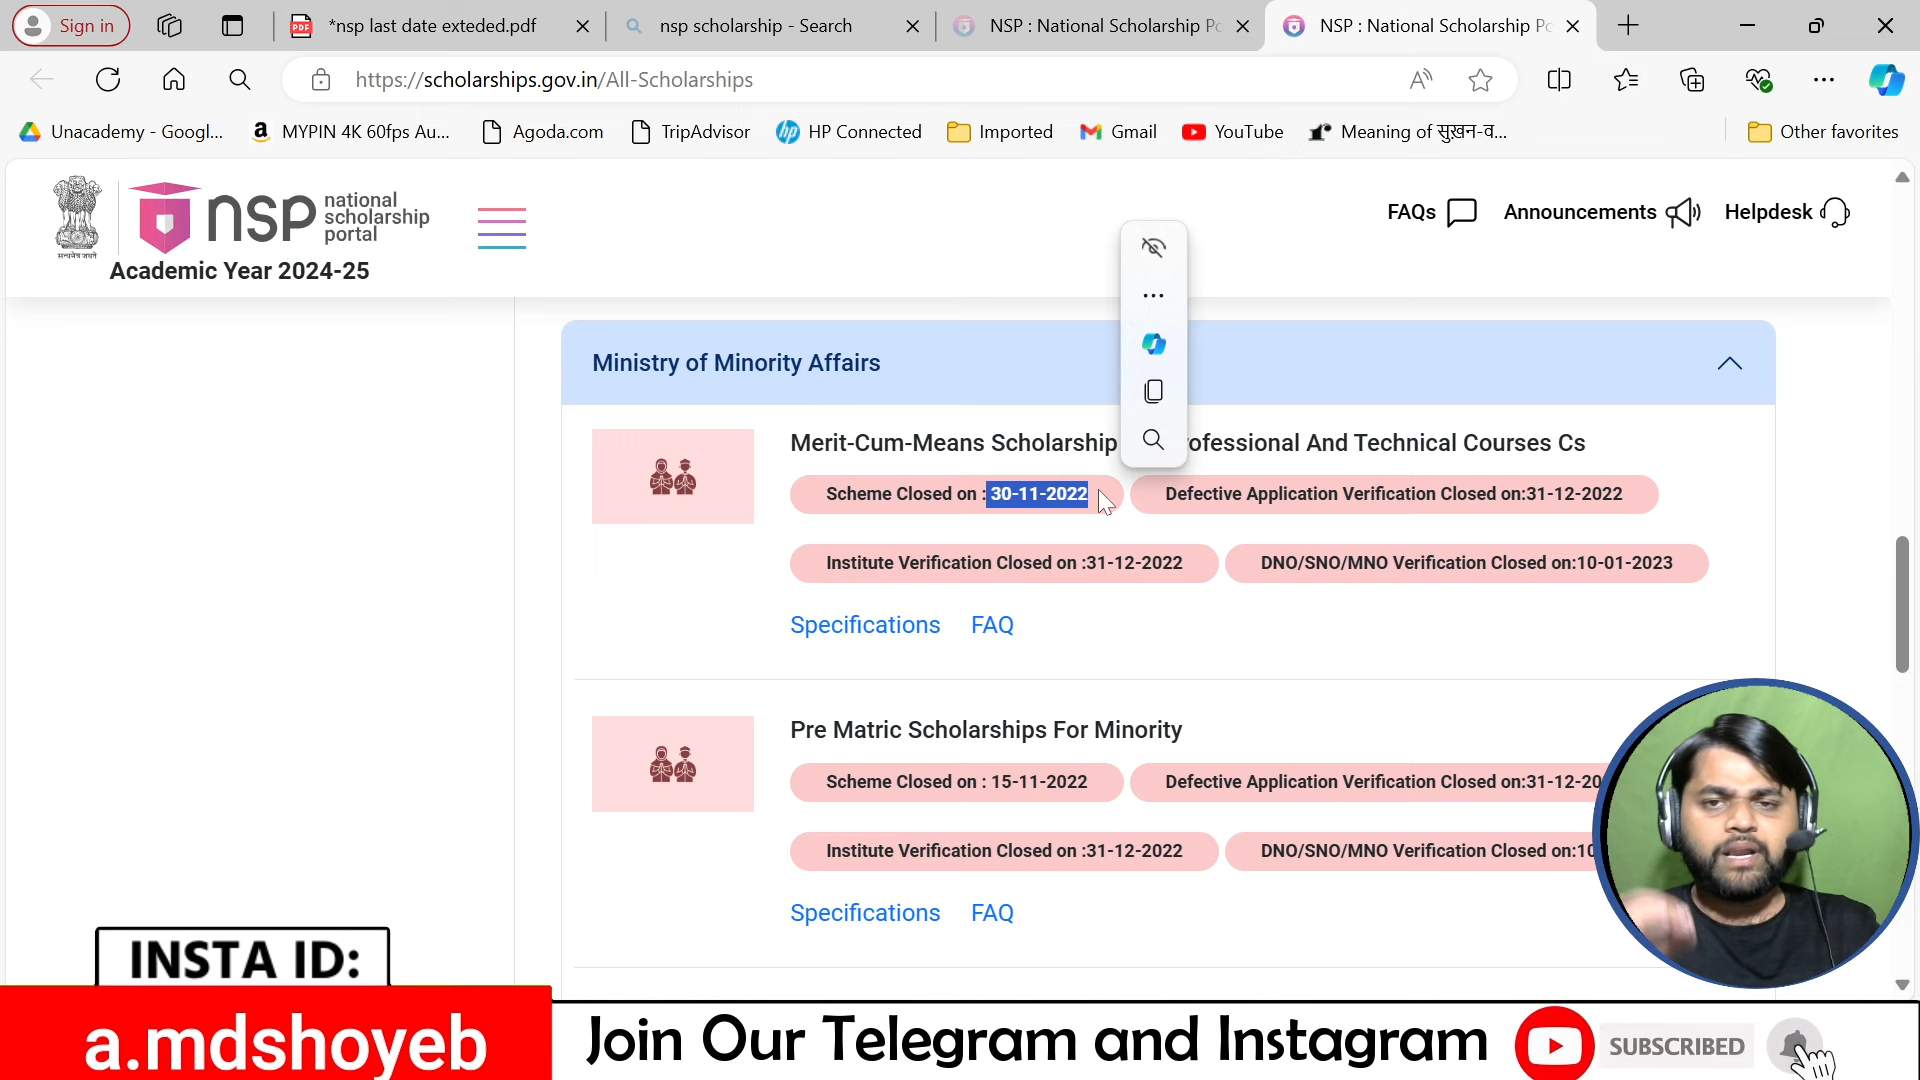 Sign in
*nsp last date exteded.pdf
nsp scholarship - Search
NSP : National Scholarship Po
NSP : National Scholarship Po
https://scholarships.gov.in/All-Scholarships
Unacademy - Googl...
MYPIN 4K 60fps Au...
Agoda.com
TripAdvisor
HP Connected
Imported
Gmail
YouTube
Meaning of सुख़न-व...
Other favorites
सत्यमेव जयते
nsp national scholarship portal
Academic Year 2024-25
FAQs
Announcements
Helpdesk
Ministry of Minority Affairs
Merit-Cum-Means Scholarship ofessional And Technical Courses Cs
Scheme Closed on : 30-11-2022
Defective Application Verification Closed on:31-12-2022
Institute Verification Closed on :31-12-2022
DNO/SNO/MNO Verification Closed on:10-01-2023
Specifications FAQ
Pre Matric Scholarships For Minority
Scheme Closed on : 15-11-2022
Defective Application Verification Closed on:31-12-20
Institute Verification Closed on :31-12-2022
DNO/SNO/MNO Verification Closed on:10
Specifications FAQ
INSTA ID:
a.mdshoyeb
Join Our Telegram and Instagram
SUBSCRIBED